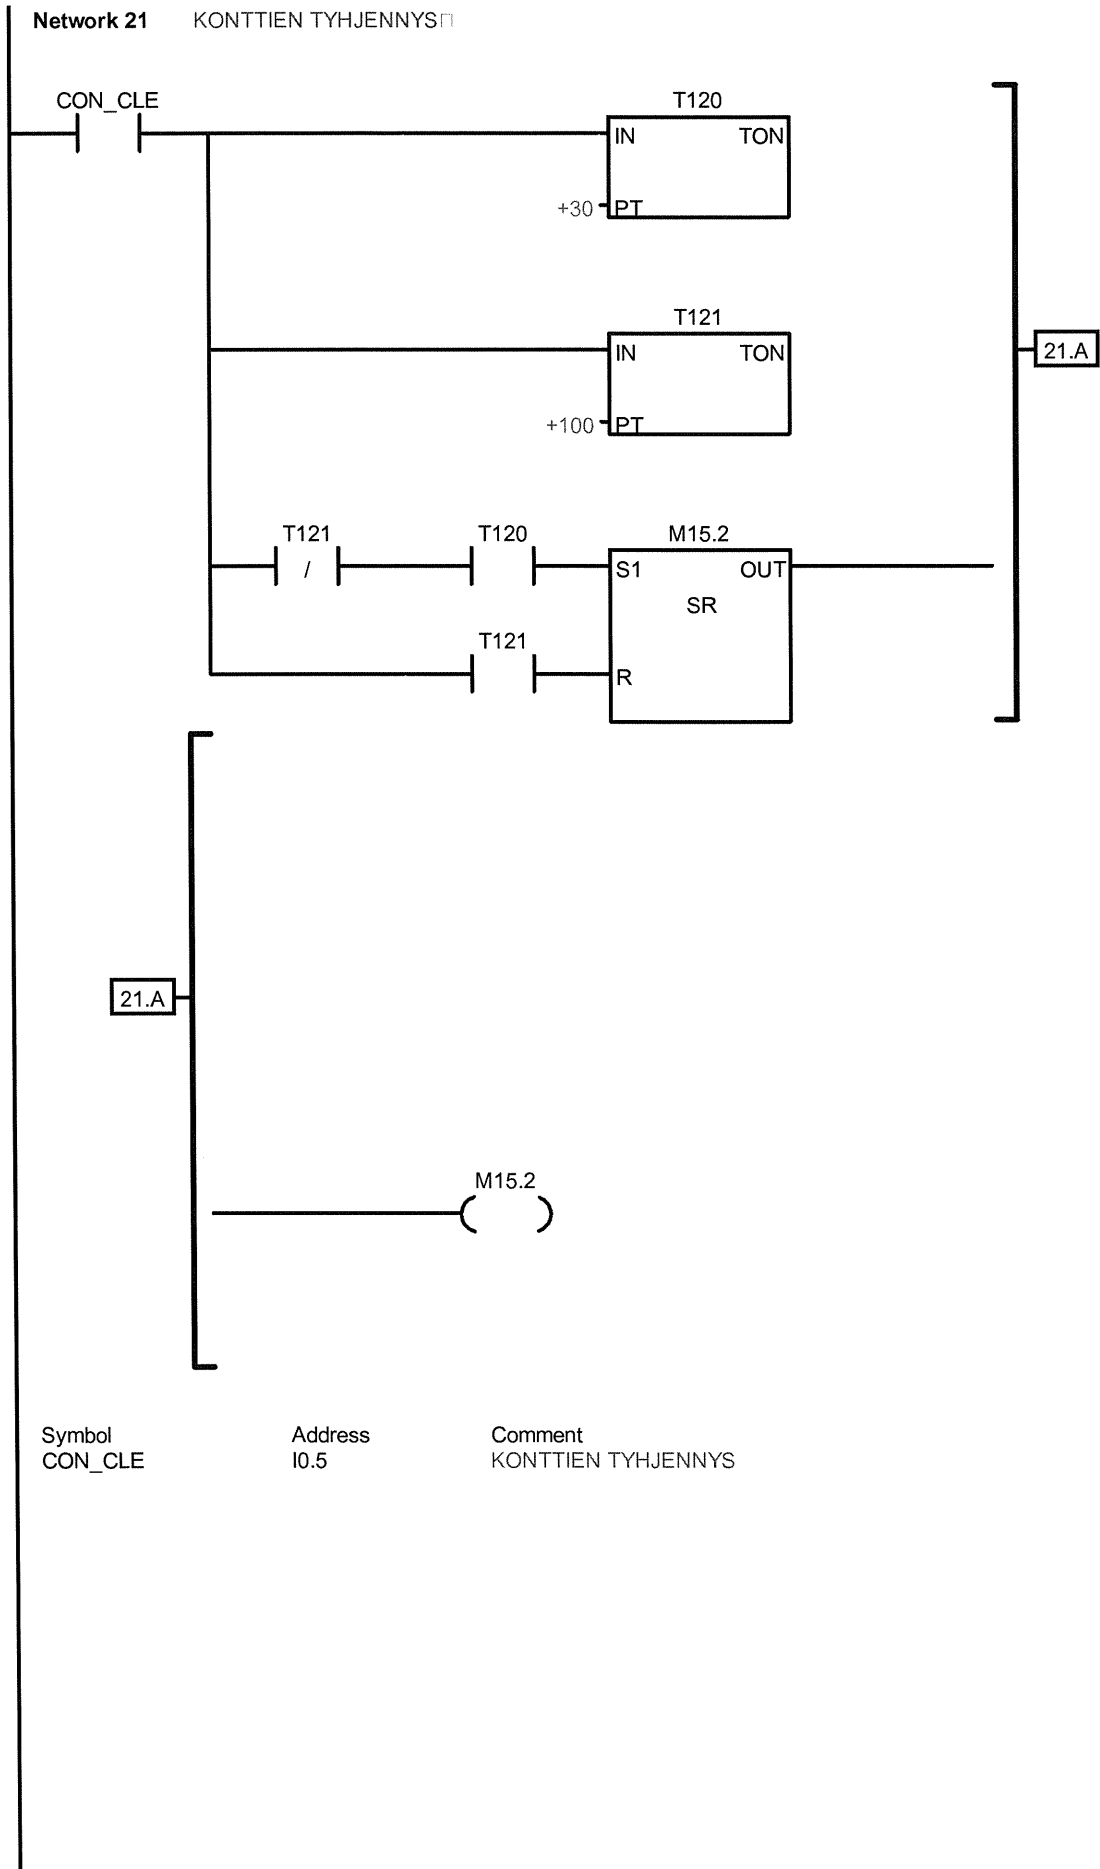 Network 21 KONTTIEN TYHJENNYS
CON_CLE
T120
IN TON
+30 PT
T121
IN TON
21.A
+100 PT
T121 T120 M15.2
/ S1 OUT
SR
T121
R
21.A
M15.2
Symbol Address Comment
CON_CLE I0.5 KONTTIEN TYHJENNYS